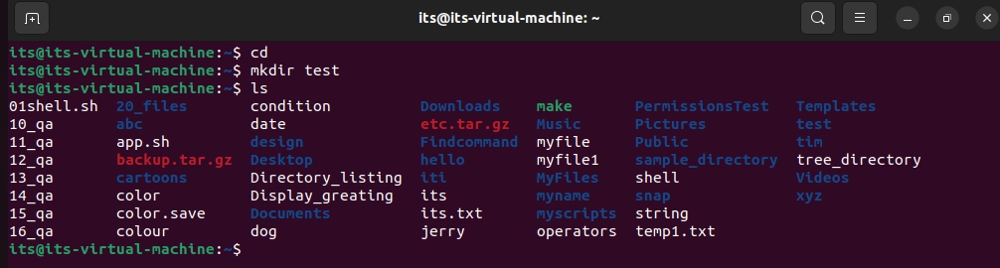 its@its-virtual-machine: ~
its@its-virtual-machine:~$ cd
its@its-virtual-machine:~$ mkdir test
its@its-virtual-machine:~$ ls
01shell.sh 20_files condition Downloads make PermissionsTest Templates
10_qa abc date etc.tar.gz Music Pictures test
11_qa app.sh design Findcommand myfile Public tim
12_qa backup.tar.gz Desktop hello myfile1 sample_directory tree_directory
13_qa cartoons Directory_listing iti MyFiles shell Videos
14_qa color Display_greating its myname snap xyz
15_qa color.save Documents its.txt myscripts string
16_qa colour dog jerry operators temp1.txt
its@its-virtual-machine:~$